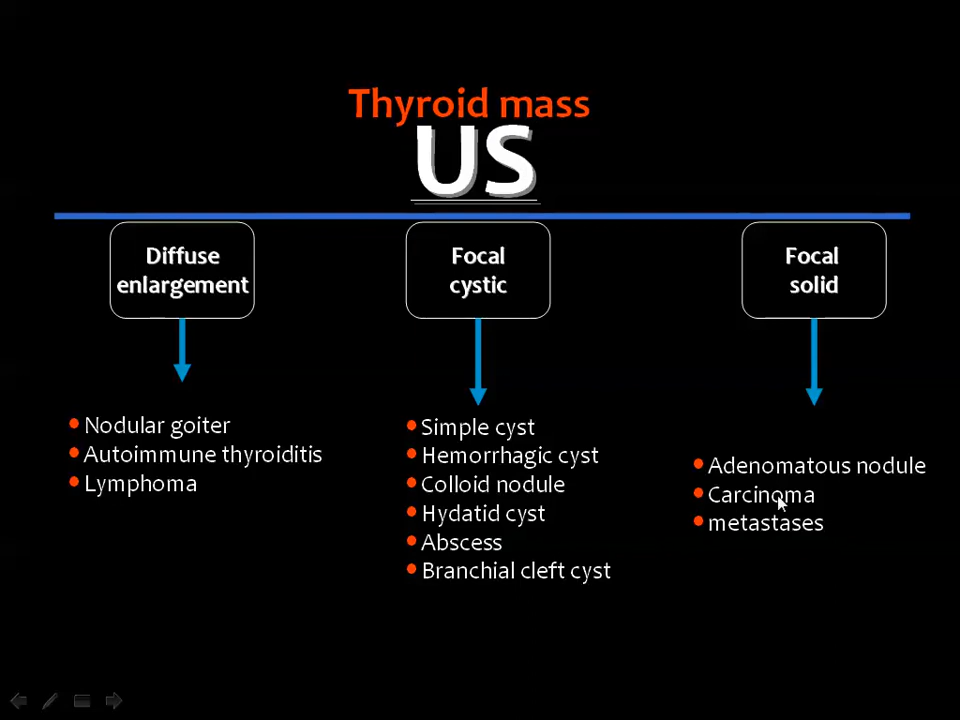 Thyroid mass
US
Diffuse
enlargement
Focal
cystic
Focal
solid
Nodular goiter
Autoimmune thyroiditis
Lymphoma
Simple cyst
Hemorrhagic cyst
Colloid nodule
Hydatid cyst
Abscess
Branchial cleft cyst
Adenomatous nodule
Carcinoma
metastases